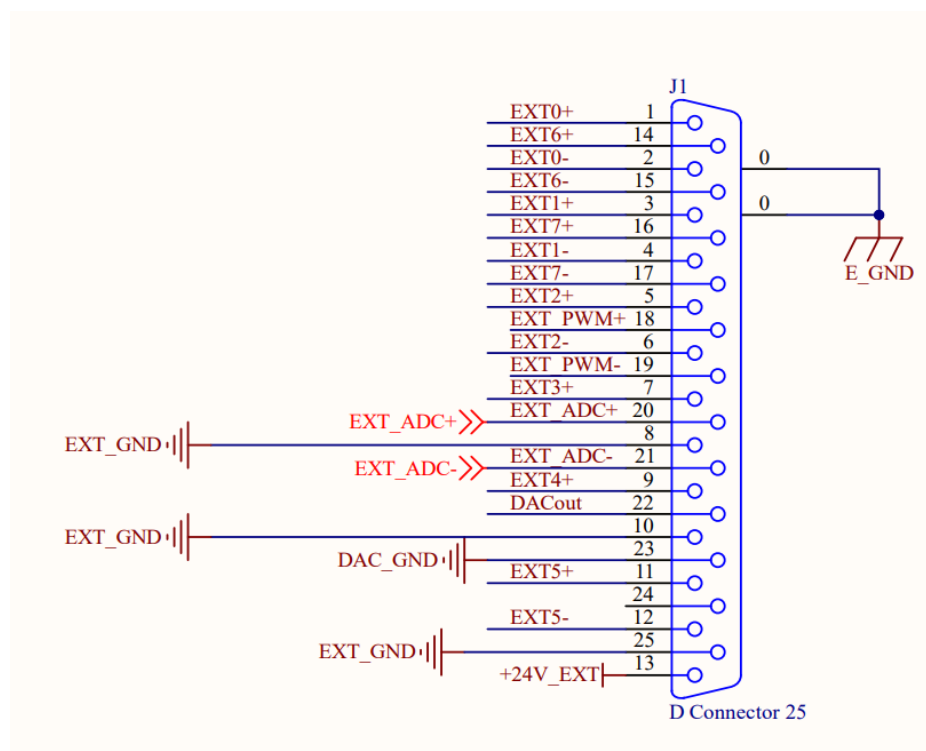 J1
EXT0+ 1
EXT6+ 14
EXT0- 2 0
EXT6- 15
EXT1+ 3 0
EXT7+ 16
EXT1- 4
EXT7- 17 E_GND
EXT2+ 5
EXT_PWM+ 18
EXT2- 6
EXT_PWM- 19
EXT3+ 7
EXT_ADC+ EXT_ADC+ 20
EXT_GND 8
EXT_ADC- EXT_ADC- 21
EXT4+ 9
DACout 22
EXT_GND 10
DAC_GND 23
EXT5+ 11
24
EXT5- 12
EXT_GND 25
+24V_EXT 13
D Connector 25